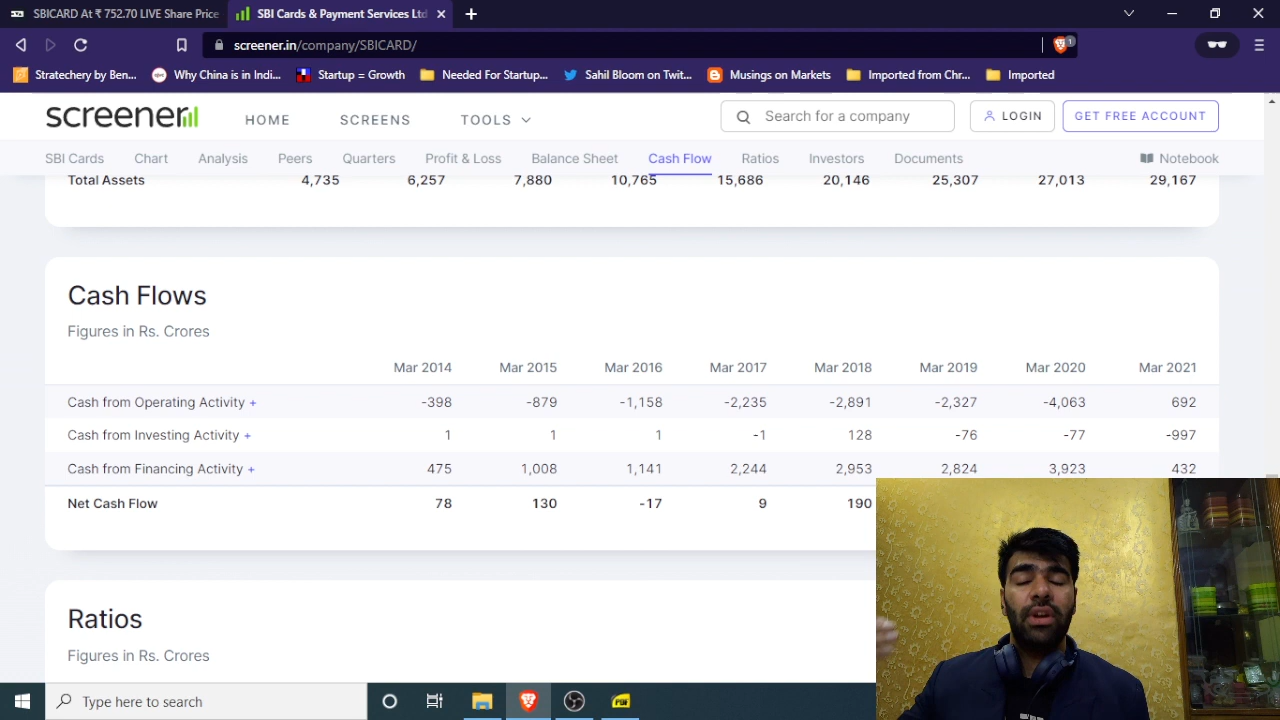 SBICARD At ₹ 752.70 LIVE Share Price
SBI Cards & Payment Services Ltd
screener.in/company/SBICARD/
1
Stratechery by Ben...
Why China is in Indi...
Startup = Growth
Needed For Startup...
Sahil Bloom on Twit...
Musings on Markets
Imported from Chr...
Imported
screener
HOME
SCREENS
TOOLS
Search for a company
LOGIN
GET FREE ACCOUNT
SBI Cards Chart Analysis Peers Quarters Profit & Loss Balance Sheet Cash Flow Ratios Investors Documents Notebook
Total Assets 4,735 6,257 7,880 10,765 15,686 20,146 25,307 27,013 29,167
Cash Flows
Figures in Rs. Crores
Mar 2014 Mar 2015 Mar 2016 Mar 2017 Mar 2018 Mar 2019 Mar 2020 Mar 2021
Cash from Operating Activity + -398 -879 -1,158 -2,235 -2,891 -2,327 -4,063 692
Cash from Investing Activity + 1 1 1 -1 128 -76 -77 -997
Cash from Financing Activity + 475 1,008 1,141 2,244 2,953 2,824 3,923 432
Net Cash Flow 78 130 -17 9 190
Ratios
Figures in Rs. Crores
Type here to search